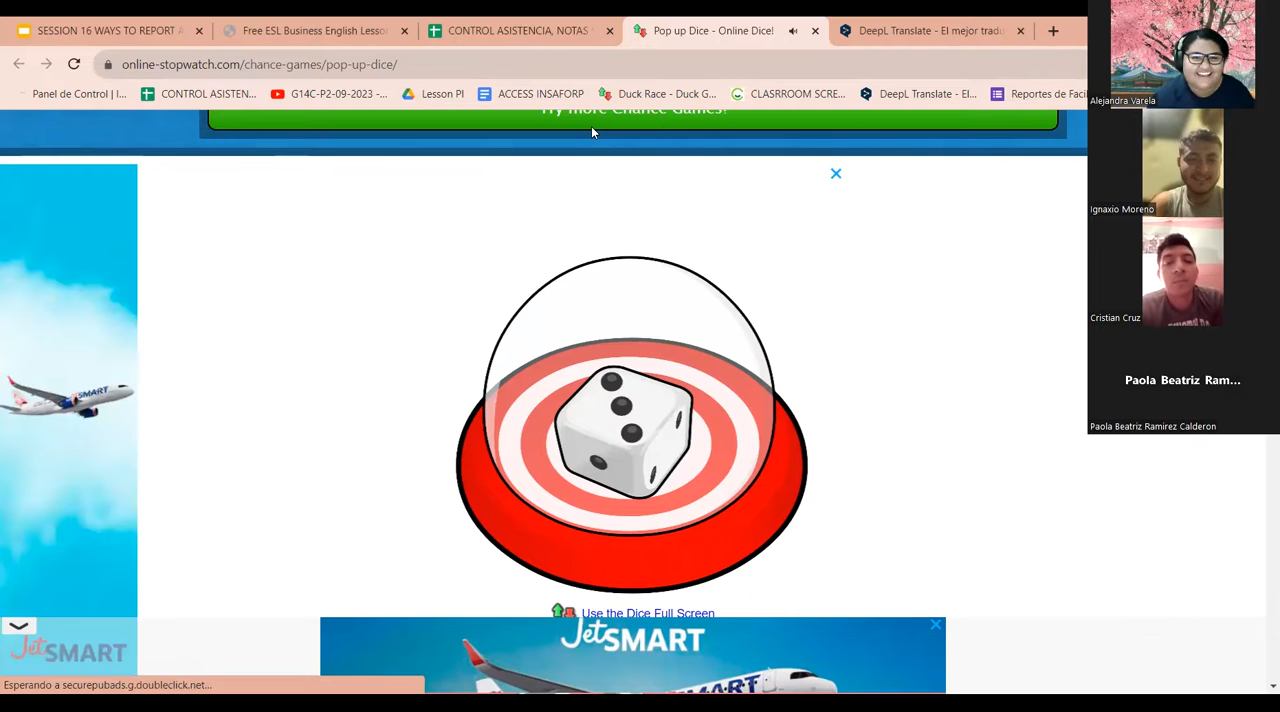 SESSION 16 WAYS TO REPORT A
Free ESL Business English Lesso
CONTROL ASISTENCIA, NOTAS
Pop up Dice - Online Dice!
DeepL Translate - El mejor tradu
online-stopwatch.com/chance-games/pop-up-dice/
Panel de Control | I...
CONTROL ASISTEN...
G14C-P2-09-2023 -...
Lesson Pl
ACCESS INSAFORP
Duck Race - Duck G...
CLASRROOM SCRE...
DeepL Translate - El...
Reportes de Facil
Try more Chance Games!
Alejandra Varela
Ignaxio Moreno
Cristian Cruz
Paola Beatriz Ram...
Paola Beatriz Ramirez Calderon
JetSMART
Use the Dice Full Screen
JetSMART
JetSMART
JetSMART
Esperando a securepubads.g.doubleclick.net...